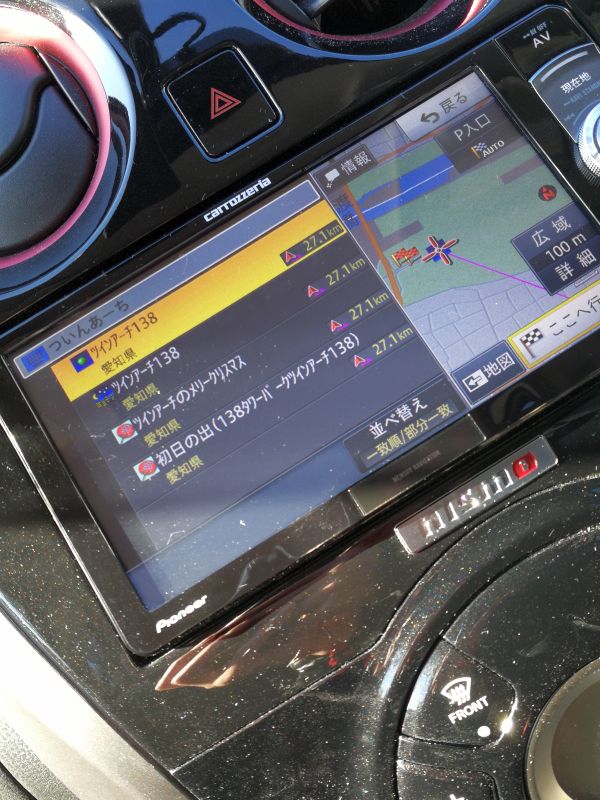 carrozzeria
AV
現在地
戻る
P入口
AUTO
情報
広域
100m
詳細
ついんあーち
ツインアーチ138
愛知県
27.1km
ツインアーチ138
愛知県
27.1km
ツインアーチのメリークリスマス
愛知県
27.1km
初日の出(138タワーパークツインアーチ138)
愛知県
27.1km
並べ替え
一致順/部分一致
地図
ここへ行
MEMORY NAVIGATION
nismo
Pioneer
FRONT